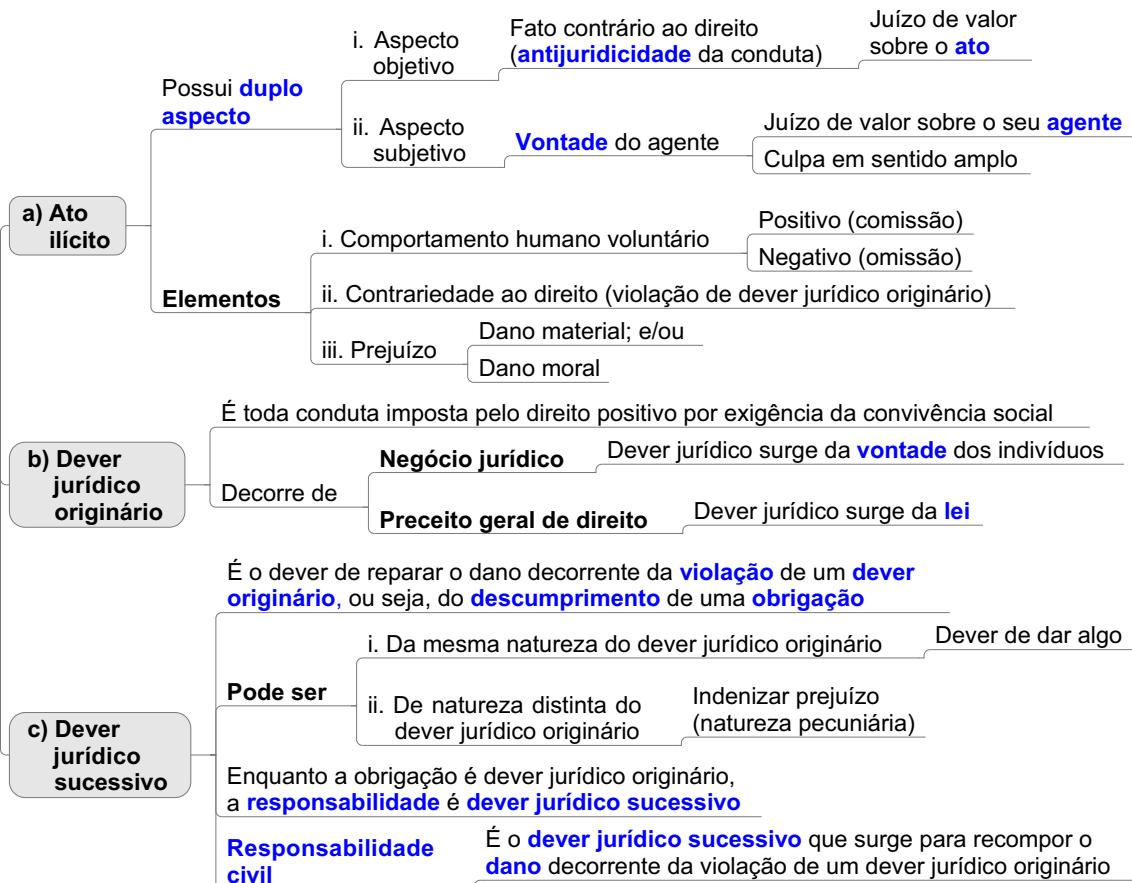 a) Ato
ilícito
Possui duplo
aspecto
i. Aspecto
objetivo
Fato contrário ao direito
(antijuridicidade da conduta)
Juízo de valor
sobre o ato
ii. Aspecto
subjetivo
Vontade do agente
Juízo de valor sobre o seu agente
Culpa em sentido amplo
Elementos
i. Comportamento humano voluntário
Positivo (comissão)
Negativo (omissão)
ii. Contrariedade ao direito (violação de dever jurídico originário)
iii. Prejuízo
Dano material; e/ou
Dano moral
b) Dever
jurídico
originário
É toda conduta imposta pelo direito positivo por exigência da convivência social
Decorre de
Negócio jurídico
Dever jurídico surge da vontade dos indivíduos
Preceito geral de direito
Dever jurídico surge da lei
c) Dever
jurídico
sucessivo
É o dever de reparar o dano decorrente da violação de um dever
originário, ou seja, do descumprimento de uma obrigação
Pode ser
i. Da mesma natureza do dever jurídico originário
Dever de dar algo
ii. De natureza distinta do
dever jurídico originário
Indenizar prejuízo
(natureza pecuniária)
Enquanto a obrigação é dever jurídico originário,
a responsabilidade é dever jurídico sucessivo
Responsabilidade
civil
É o dever jurídico sucessivo que surge para recompor o
dano decorrente da violação de um dever jurídico originário